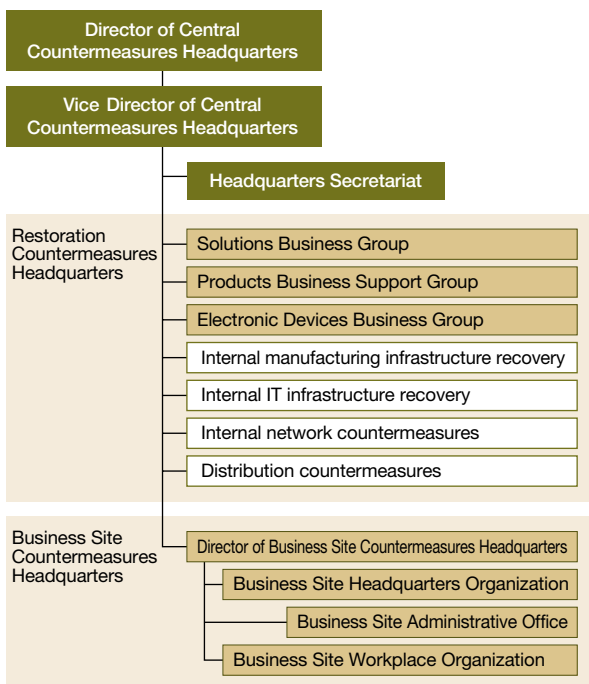 Director of Central
Countermeasures Headquarters
Vice Director of Central
Countermeasures Headquarters
Headquarters Secretariat
Restoration
Countermeasures
Headquarters
Solutions Business Group
Products Business Support Group
Electronic Devices Business Group
Internal manufacturing infrastructure recovery
Internal IT infrastructure recovery
Internal network countermeasures
Distribution countermeasures
Business Site
Countermeasures
Headquarters
Director of Business Site Countermeasures Headquarters
Business Site Headquarters Organization
Business Site Administrative Office
Business Site Workplace Organization